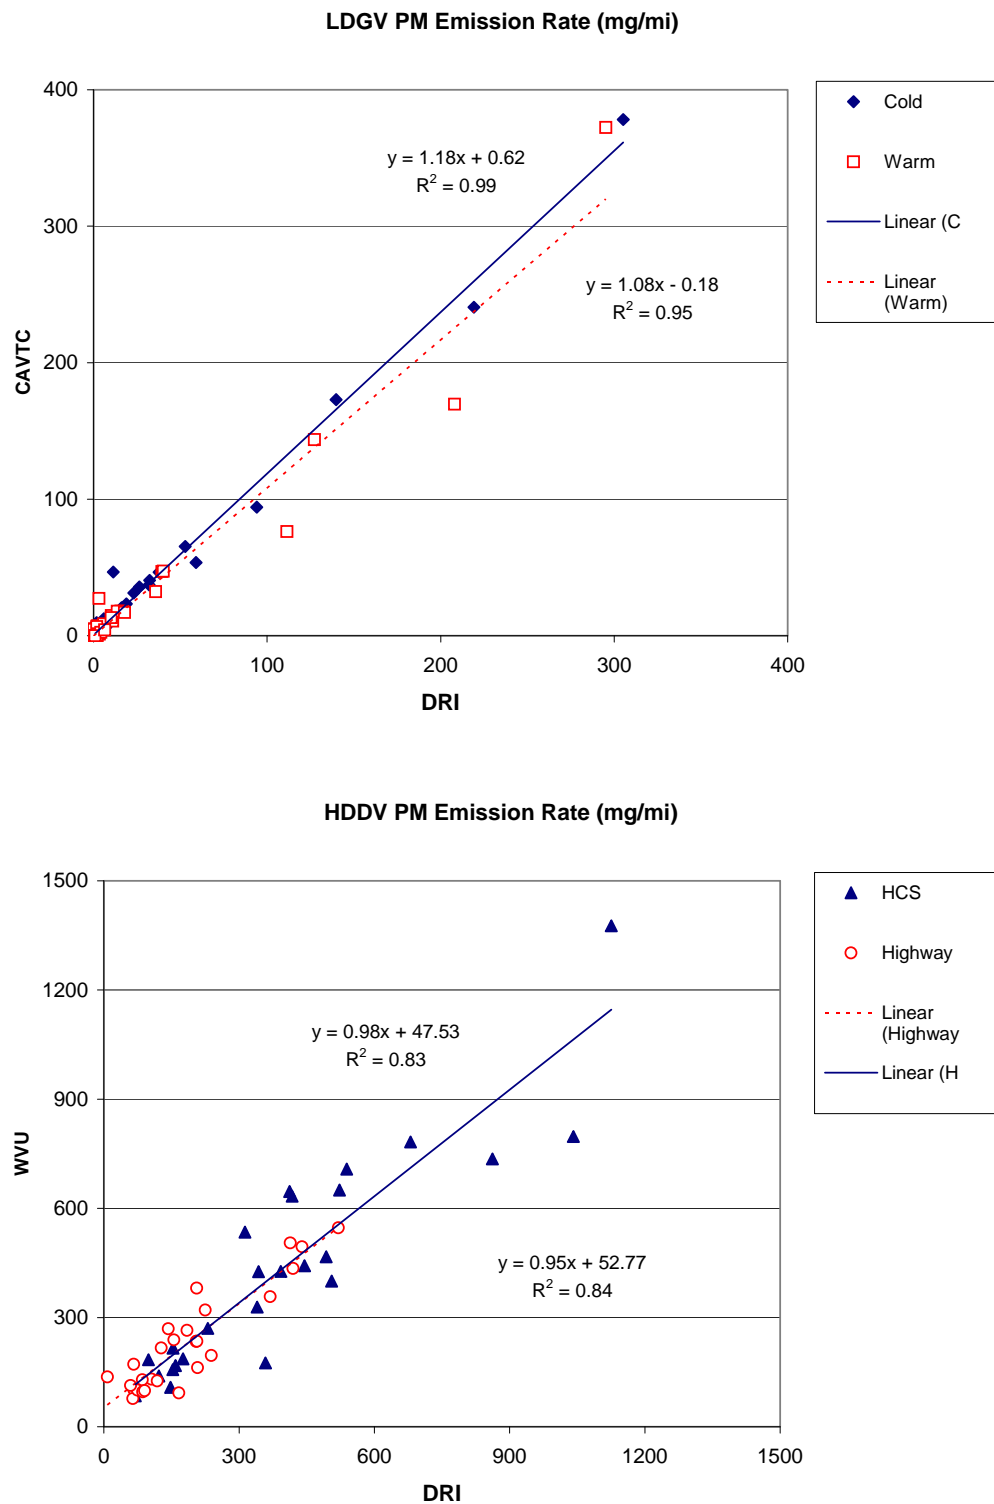 LDGV PM Emission Rate (mg/mi)
400
300
200
100
0
0
100
200
300
400
CAVTC
DRI
y = 1.18x + 0.62
R² = 0.99
y = 1.08x - 0.18
R² = 0.95
Cold
Warm
Linear (C
Linear
(Warm)
HDDV PM Emission Rate (mg/mi)
1500
1200
900
600
300
0
0
300
600
900
1200
1500
WVU
DRI
y = 0.98x + 47.53
R² = 0.83
y = 0.95x + 52.77
R² = 0.84
HCS
Highway
Linear
(Highway
Linear (H